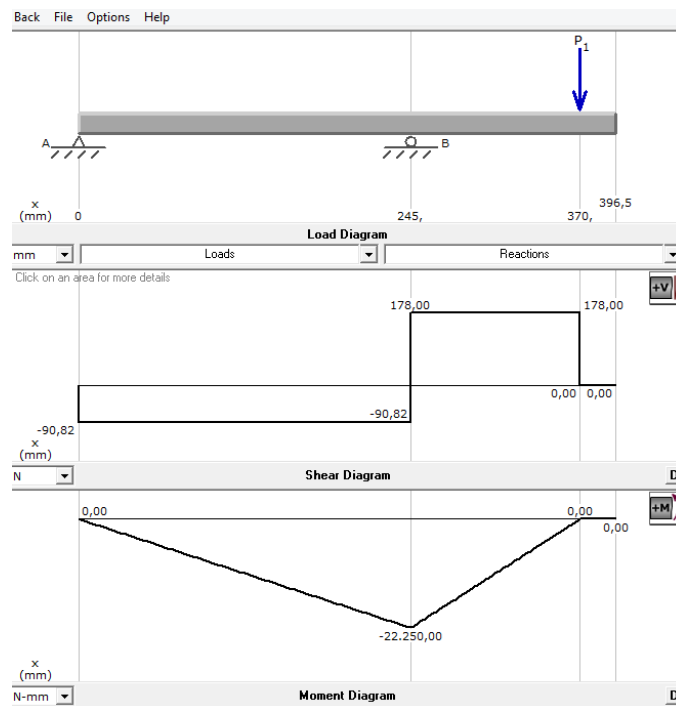 Back File Options Help
P1
A
B
x
(mm) 0 245, 370, 396,5
Load Diagram
mm Loads Reactions
Click on an area for more details
+V
178,00 178,00
0,00 0,00
-90,82
-90,82
x
(mm)
N Shear Diagram D
+M
0,00 0,00
0,00
-22.250,00
x
(mm)
N-mm Moment Diagram D